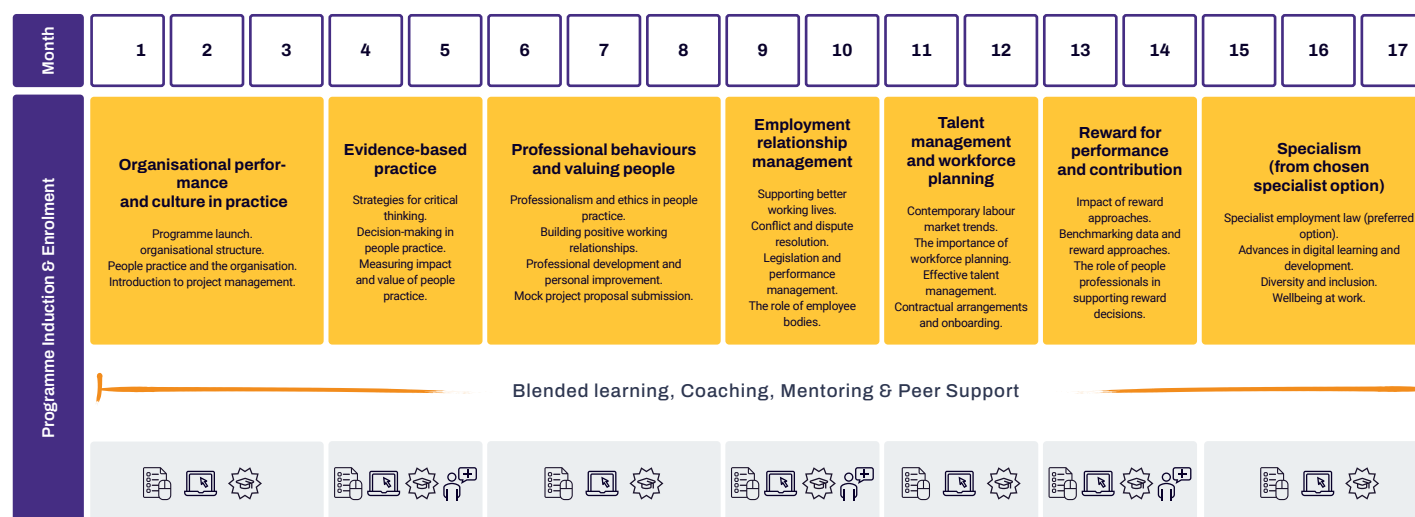 Month
1
2
3
4
5
6
7
8
9
10
11
12
13
14
15
16
17
Programme Induction & Enrolment
Organisational perfor-
mance
and culture in practice
Programme launch.
organisational structure.
People practice and the organisation.
Introduction to project management.
Evidence-based
practice
Strategies for critical
thinking.
Decision-making in
people practice.
Measuring impact
and value of people
practice.
Professional behaviours
and valuing people
Professionalism and ethics in people
practice.
Building positive working
relationships.
Professional development and
personal improvement.
Mock project proposal submission.
Employment
relationship
management
Supporting better
working lives.
Conflict and dispute
resolution.
Legislation and
performance
management.
The role of employee
bodies.
Talent
management
and workforce
planning
Contemporary labour
market trends.
The importance of
workforce planning.
Effective talent
management.
Contractual arrangements
and onboarding.
Reward for
performance
and contribution
Impact of reward
approaches.
Benchmarking data and
reward approaches.
The role of people
professionals in
supporting reward
decisions.
Specialism
(from chosen
specialist option)
Specialist employment law (preferred
option).
Advances in digital learning and
development.
Diversity and inclusion.
Wellbeing at work.
Blended learning, Coaching, Mentoring & Peer Support